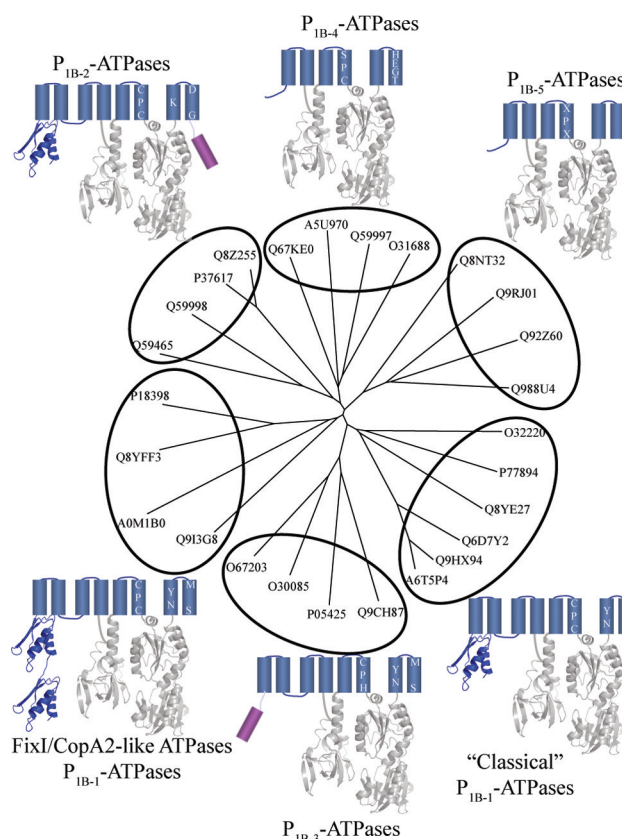 P1B-4-ATPases
P1B-2-ATPases
P1B-5-ATPases
CPC
K
DG
SPC
HEGT
XPX
A5U970
Q59997
Q67KE0
O31688
Q8Z255
P37617
Q59998
Q59465
Q8NT32
Q9RJ01
Q92Z60
Q988U4
P18398
Q8YFF3
A0M1B0
Q9I3G8
O32220
P77894
Q8YE27
Q6D7Y2
Q9HX94
A6T5P4
O67203
O30085
P05425
Q9CH87
CPC
YN
MS
CPH
YN
MS
CPC
YN
FixI/CopA2-like ATPases
P1B-1-ATPases
"Classical"
P1B-1-ATPases
P1B-3-ATPases